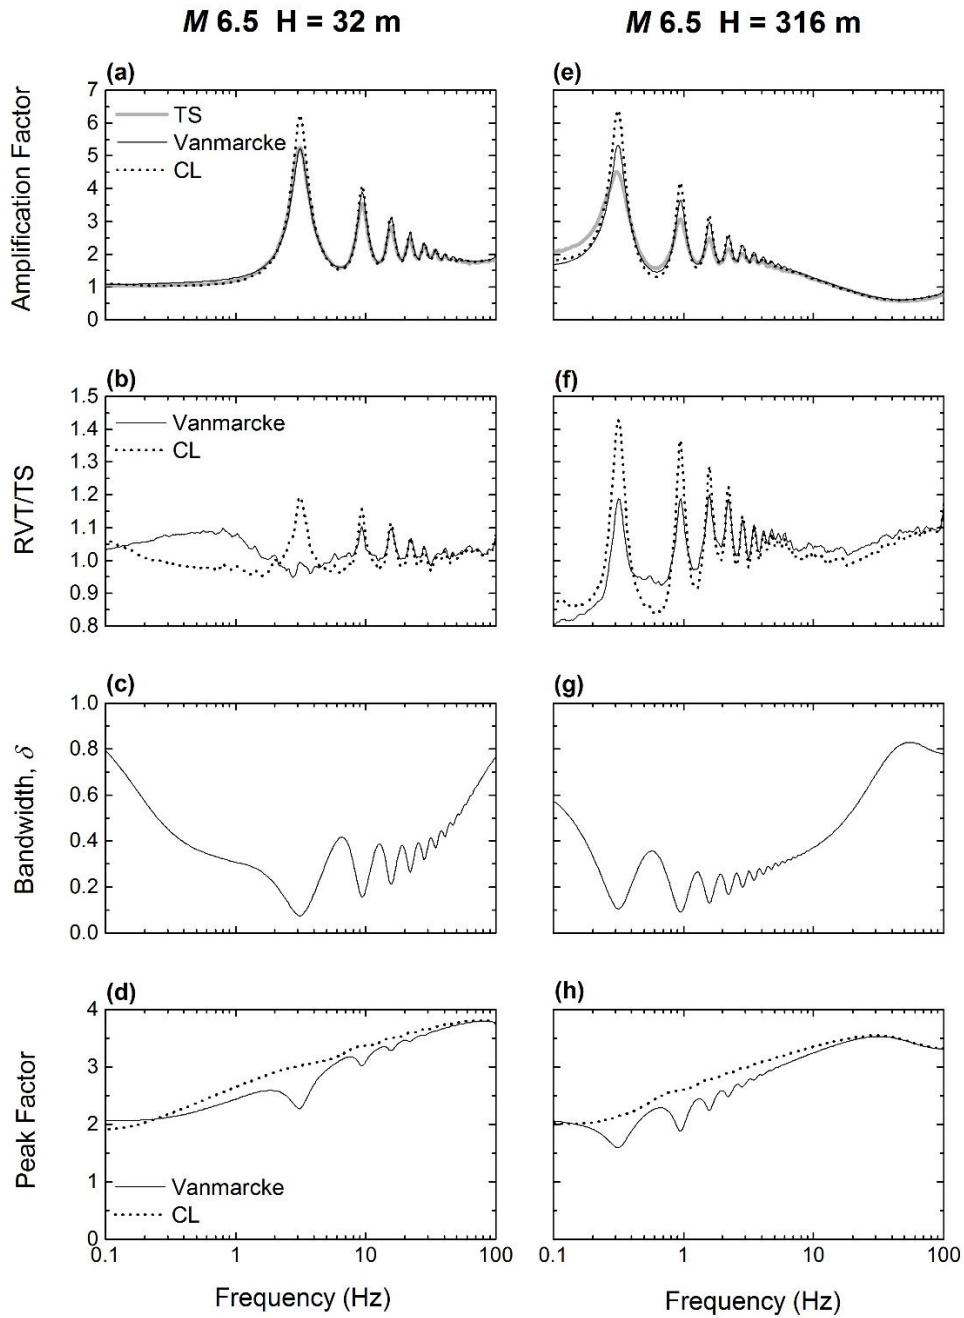 M 6.5 H = 32 m
M 6.5 H = 316 m
(a)
(e)
Amplification Factor
7
6
5
4
3
2
1
0
TS
Vanmarcke
CL
(b)
(f)
RVT/TS
1.5
1.4
1.3
1.2
1.1
1.0
0.9
0.8
Vanmarcke
CL
(c)
(g)
Bandwidth, δ
1.0
0.8
0.6
0.4
0.2
0.0
(d)
(h)
Peak Factor
4
3
2
1
0
Vanmarcke
CL
0.1 1 10 100
0.1 1 10 100
Frequency (Hz)
Frequency (Hz)